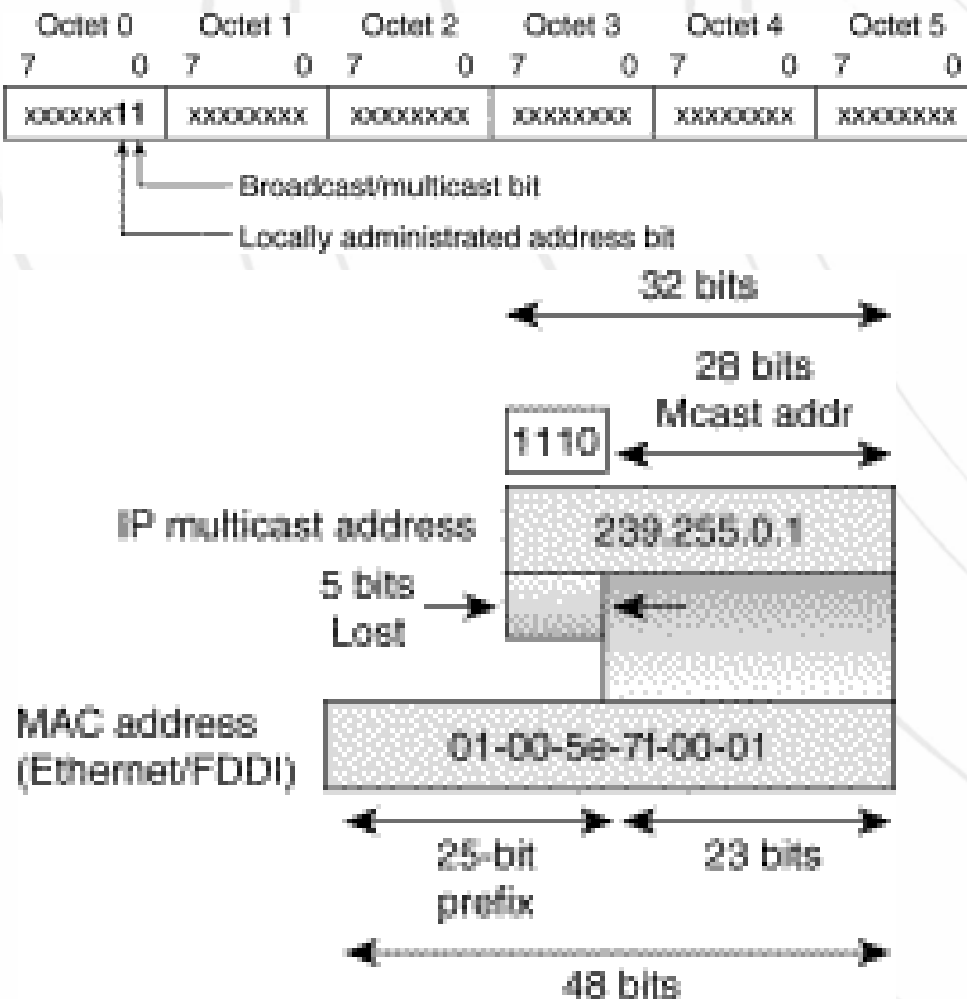 Octet 0 Octet 1 Octet 2 Octet 3 Octet 4 Octet 5
7 0 7 0 7 0 7 0 7 0 7 0
xxxxxx11 xxxxxxxx xxxxxxxx xxxxxxxx xxxxxxxx xxxxxxxx
Broadcast/multicast bit
Locally administrated address bit
32 bits
28 bits
Mcast addr
1110
IP multicast address
239.255.0.1
5 bits
Lost
MAC address
(Ethernet/FDDI)
01-00-5e-7f-00-01
25-bit
prefix
23 bits
48 bits